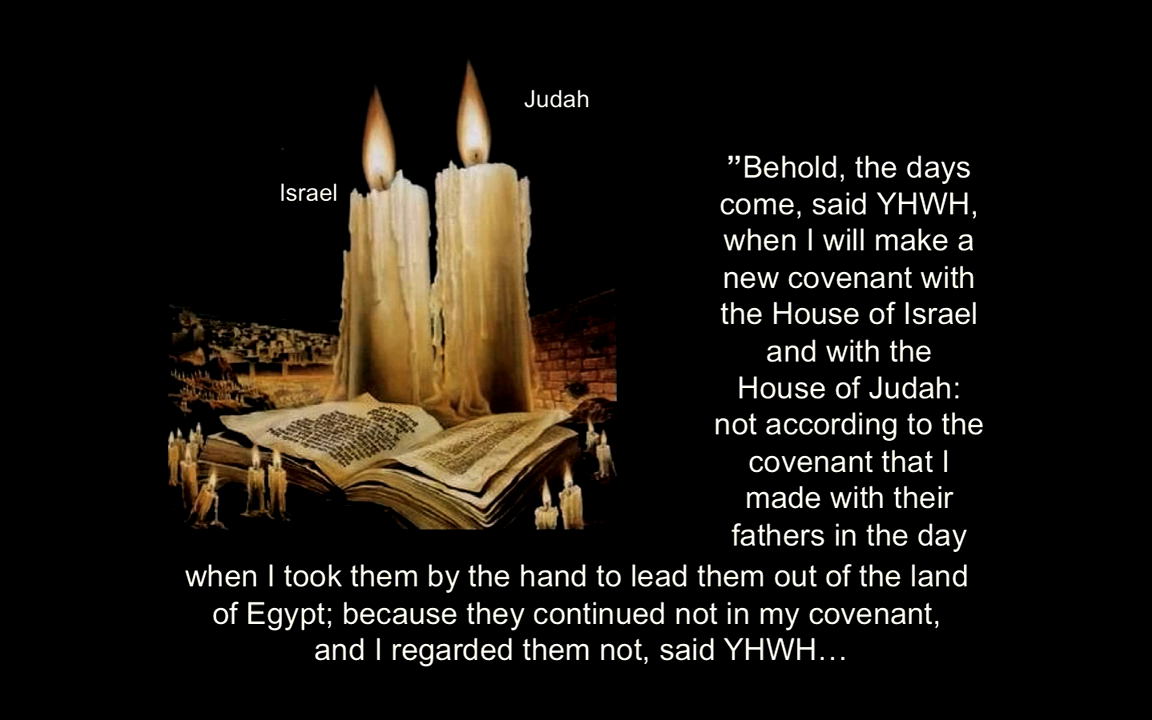 Judah
Israel
”Behold, the days
come, said YHWH,
when I will make a
new covenant with
the House of Israel
and with the
House of Judah:
not according to the
covenant that I
made with their
fathers in the day
when I took them by the hand to lead them out of the land
of Egypt; because they continued not in my covenant,
and I regarded them not, said YHWH…